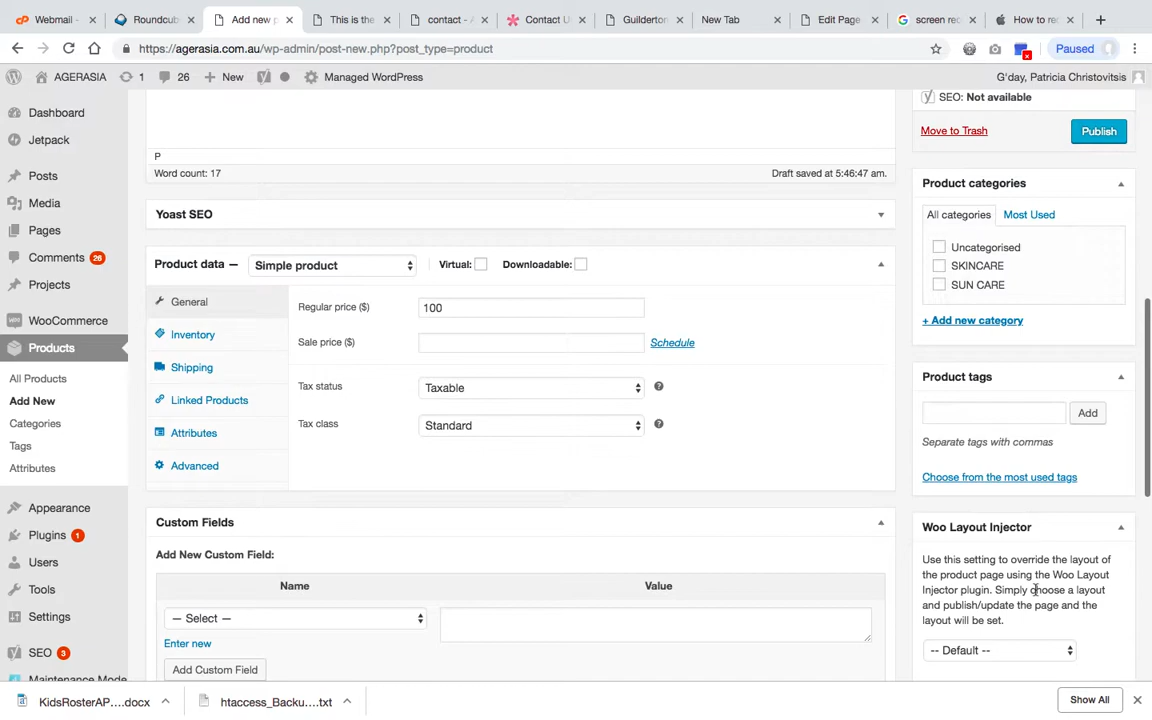 Webmail -
Roundcub
Add new p
This is the
contact - A
Contact U
Guilderton
New Tab
Edit Page
screen rec
How to rec
https://agerasia.com.au/wp-admin/post-new.php?post_type=product
Paused
AGERASIA
1
26
New
Managed WordPress
G'day, Patricia Christovitsis
Dashboard
Jetpack
Posts
Media
Pages
Comments 26
Projects
WooCommerce
Products
All Products
Add New
Categories
Tags
Attributes
Appearance
Plugins 1
Users
Tools
Settings
SEO 3
Maintenance Mode
P
Word count: 17
Draft saved at 5:46:47 am.
Yoast SEO
Product data — Simple product Virtual: Downloadable:
General
Inventory
Shipping
Linked Products
Attributes
Advanced
Regular price ($) 100
Sale price ($) Schedule
Tax status Taxable
Tax class Standard
Custom Fields
Add New Custom Field:
Name Value
— Select —
Enter new
Add Custom Field
SEO: Not available
Move to Trash Publish
Product categories
All categories Most Used
Uncategorised
SKINCARE
SUN CARE
+ Add new category
Product tags
Add
Separate tags with commas
Choose from the most used tags
Woo Layout Injector
Use this setting to override the layout of
the product page using the Woo Layout
Injector plugin. Simply choose a layout
and publish/update the page and the
layout will be set.
-- Default --
KidsRosterAP....docx
htaccess_Backu....txt
Show All